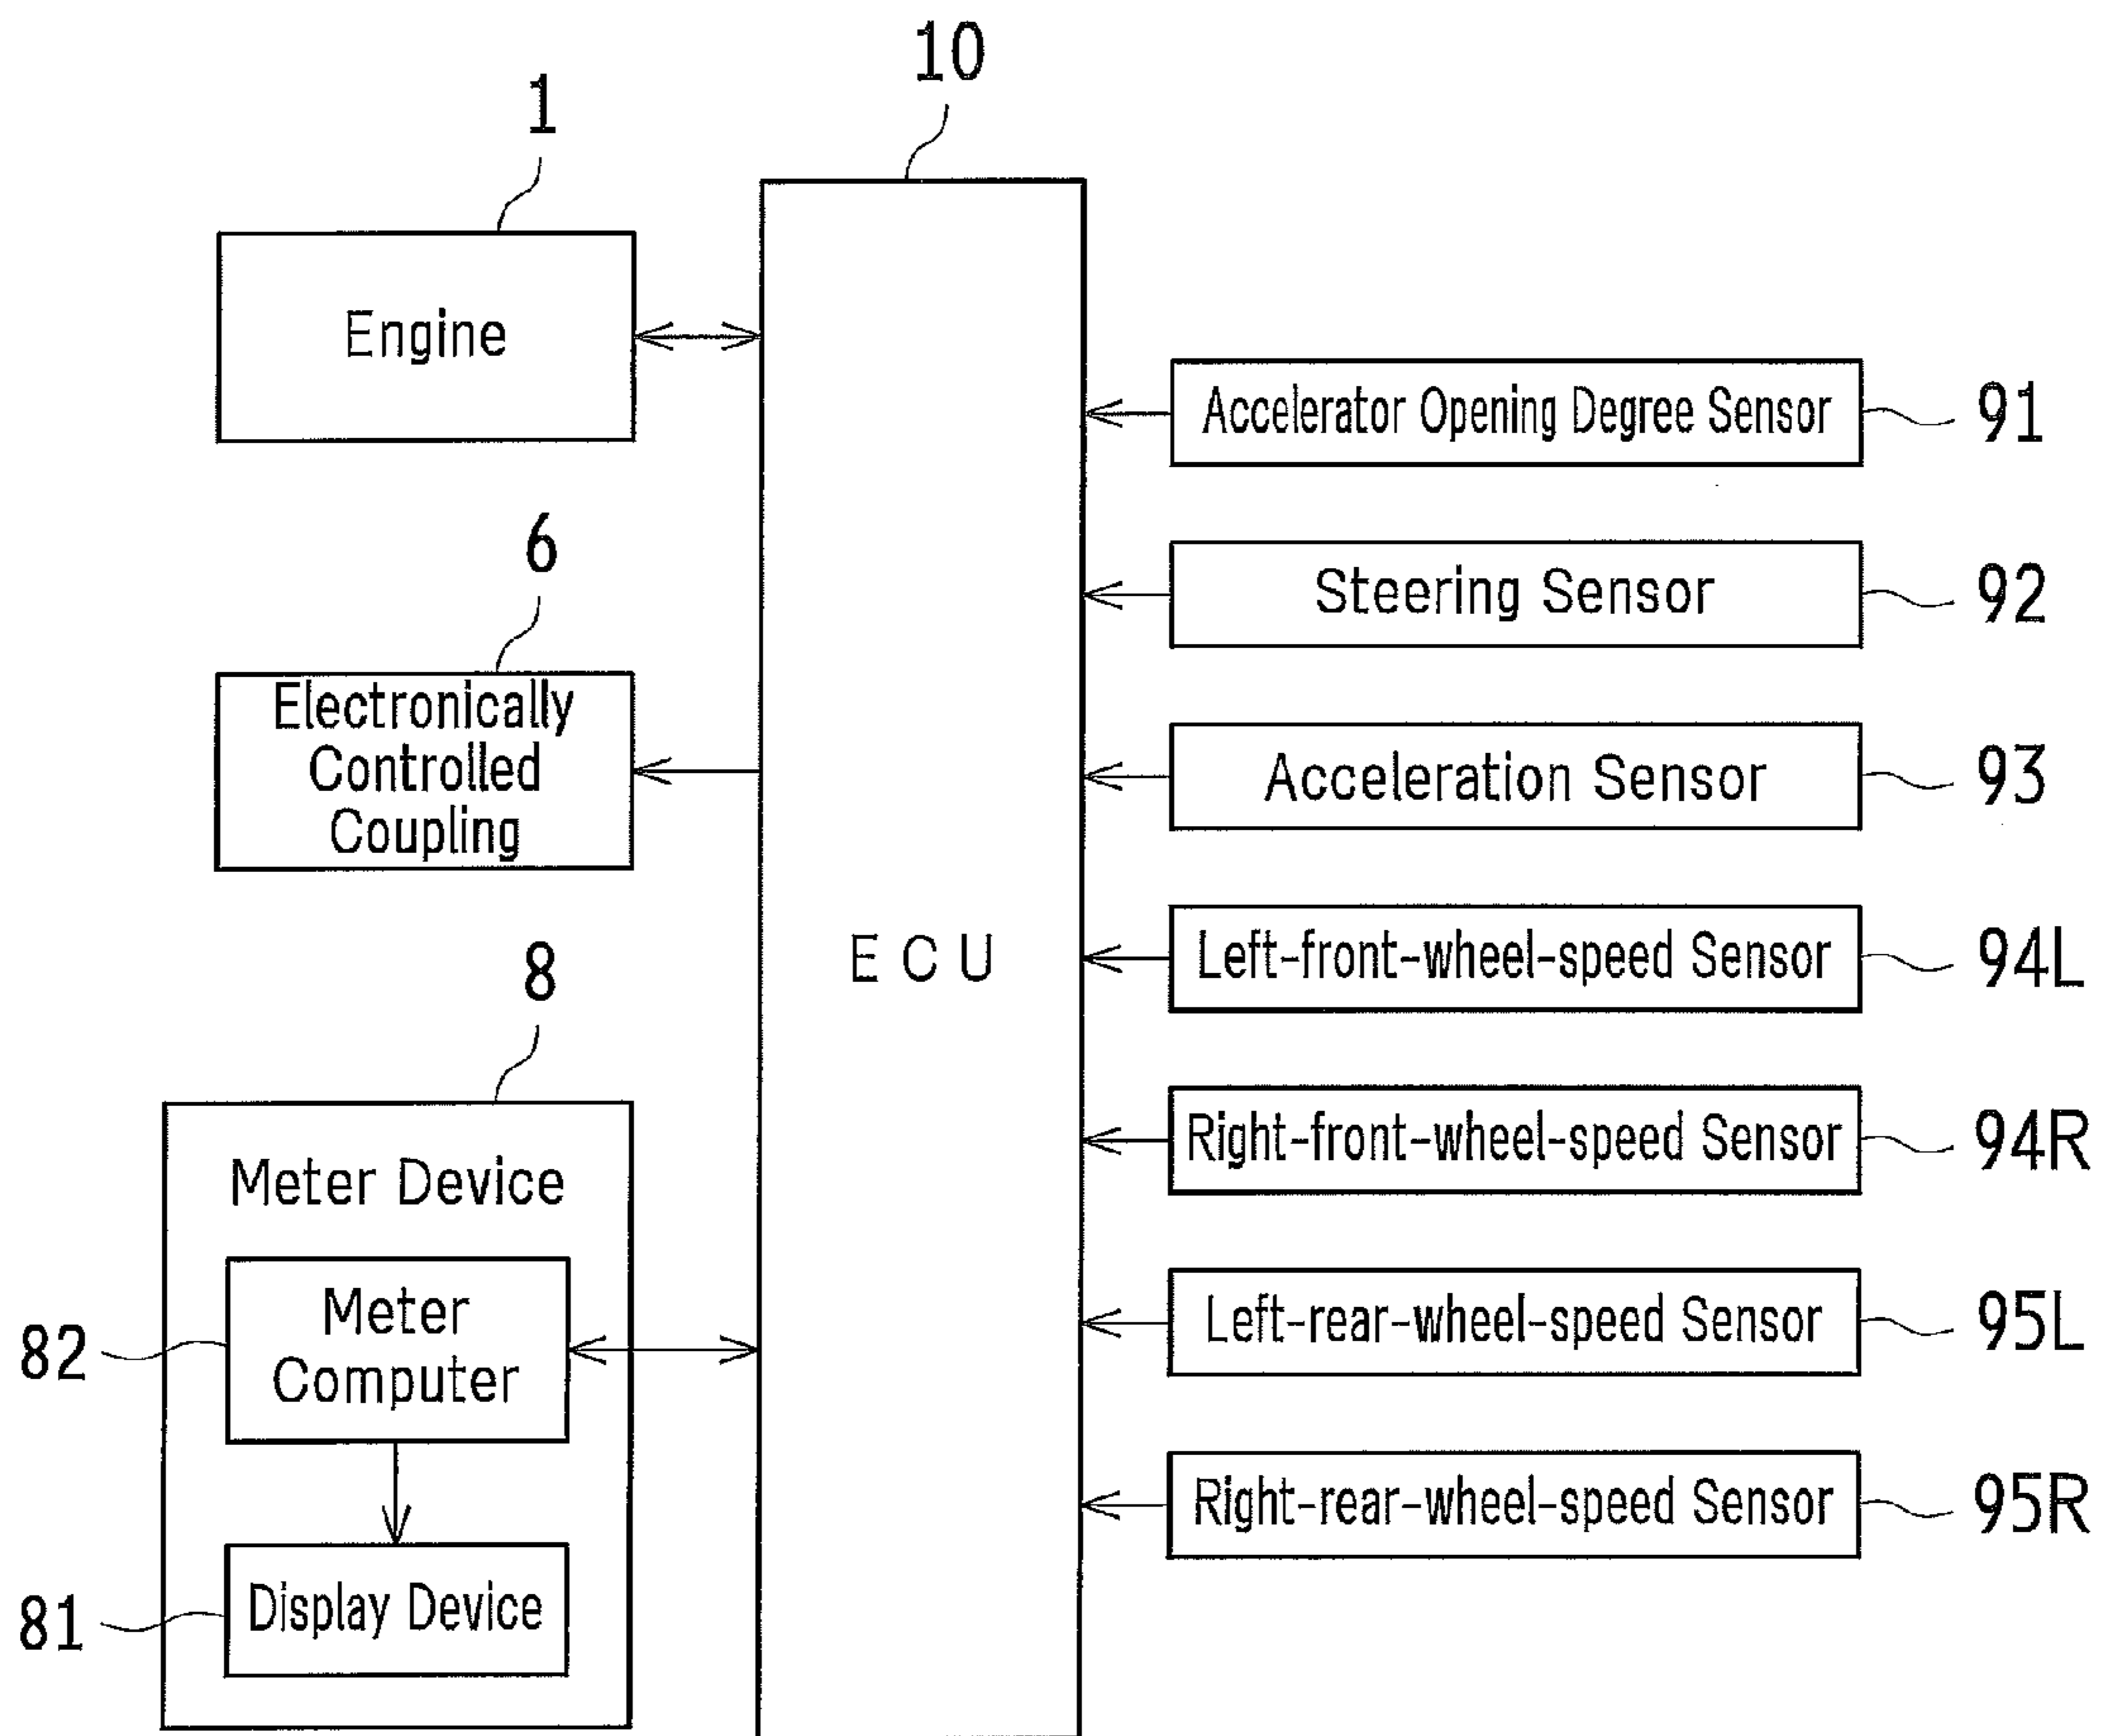 10
1
Engine
Accelerator Opening Degree Sensor
91
6
Steering Sensor
92
Electronically
Controlled
Coupling
Acceleration Sensor
93
8
ECU
Left-front-wheel-speed Sensor
94L
Meter Device
Right-front-wheel-speed Sensor
94R
82
Meter
Computer
Left-rear-wheel-speed Sensor
95L
Right-rear-wheel-speed Sensor
95R
81
Display Device